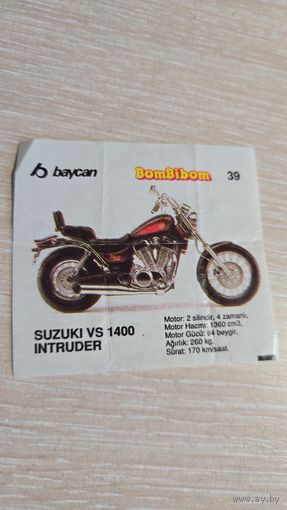 baycan
BomBibom
39
SUZUKI VS 1400
INTRUDER
Motor: 2 silindir, 4 zamanlı,
Motor Hacmi: 1360 cm3,
Motor Gücü: 64 beygir,
Ağırlık: 260 kg.
Sürat: 170 km/saat.
www.ay.by